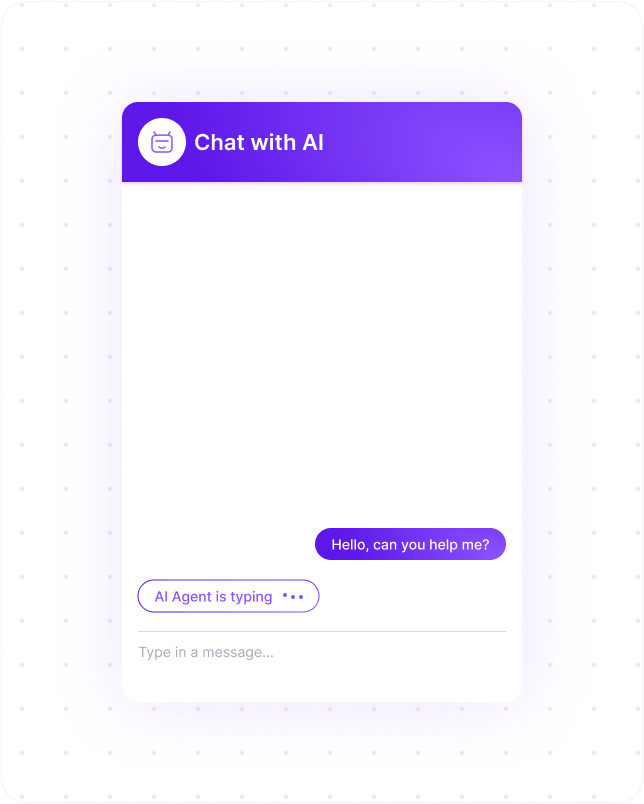 Chat with AI
Hello, can you help me?
AI Agent is typing
Type in a message...